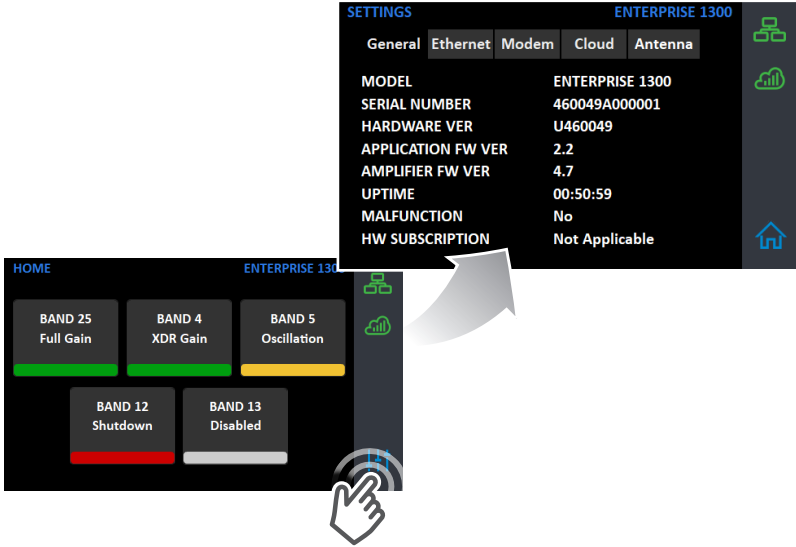 SETTINGS ENTERPRISE 1300
General Ethernet Modem Cloud Antenna
MODEL ENTERPRISE 1300
SERIAL NUMBER 460049A000001
HARDWARE VER U460049
APPLICATION FW VER 2.2
AMPLIFIER FW VER 4.7
UPTIME 00:50:59
MALFUNCTION No
HW SUBSCRIPTION Not Applicable
HOME ENTERPRISE 130
BAND 25
Full Gain
BAND 4
XDR Gain
BAND 5
Oscillation
BAND 12
Shutdown
BAND 13
Disabled